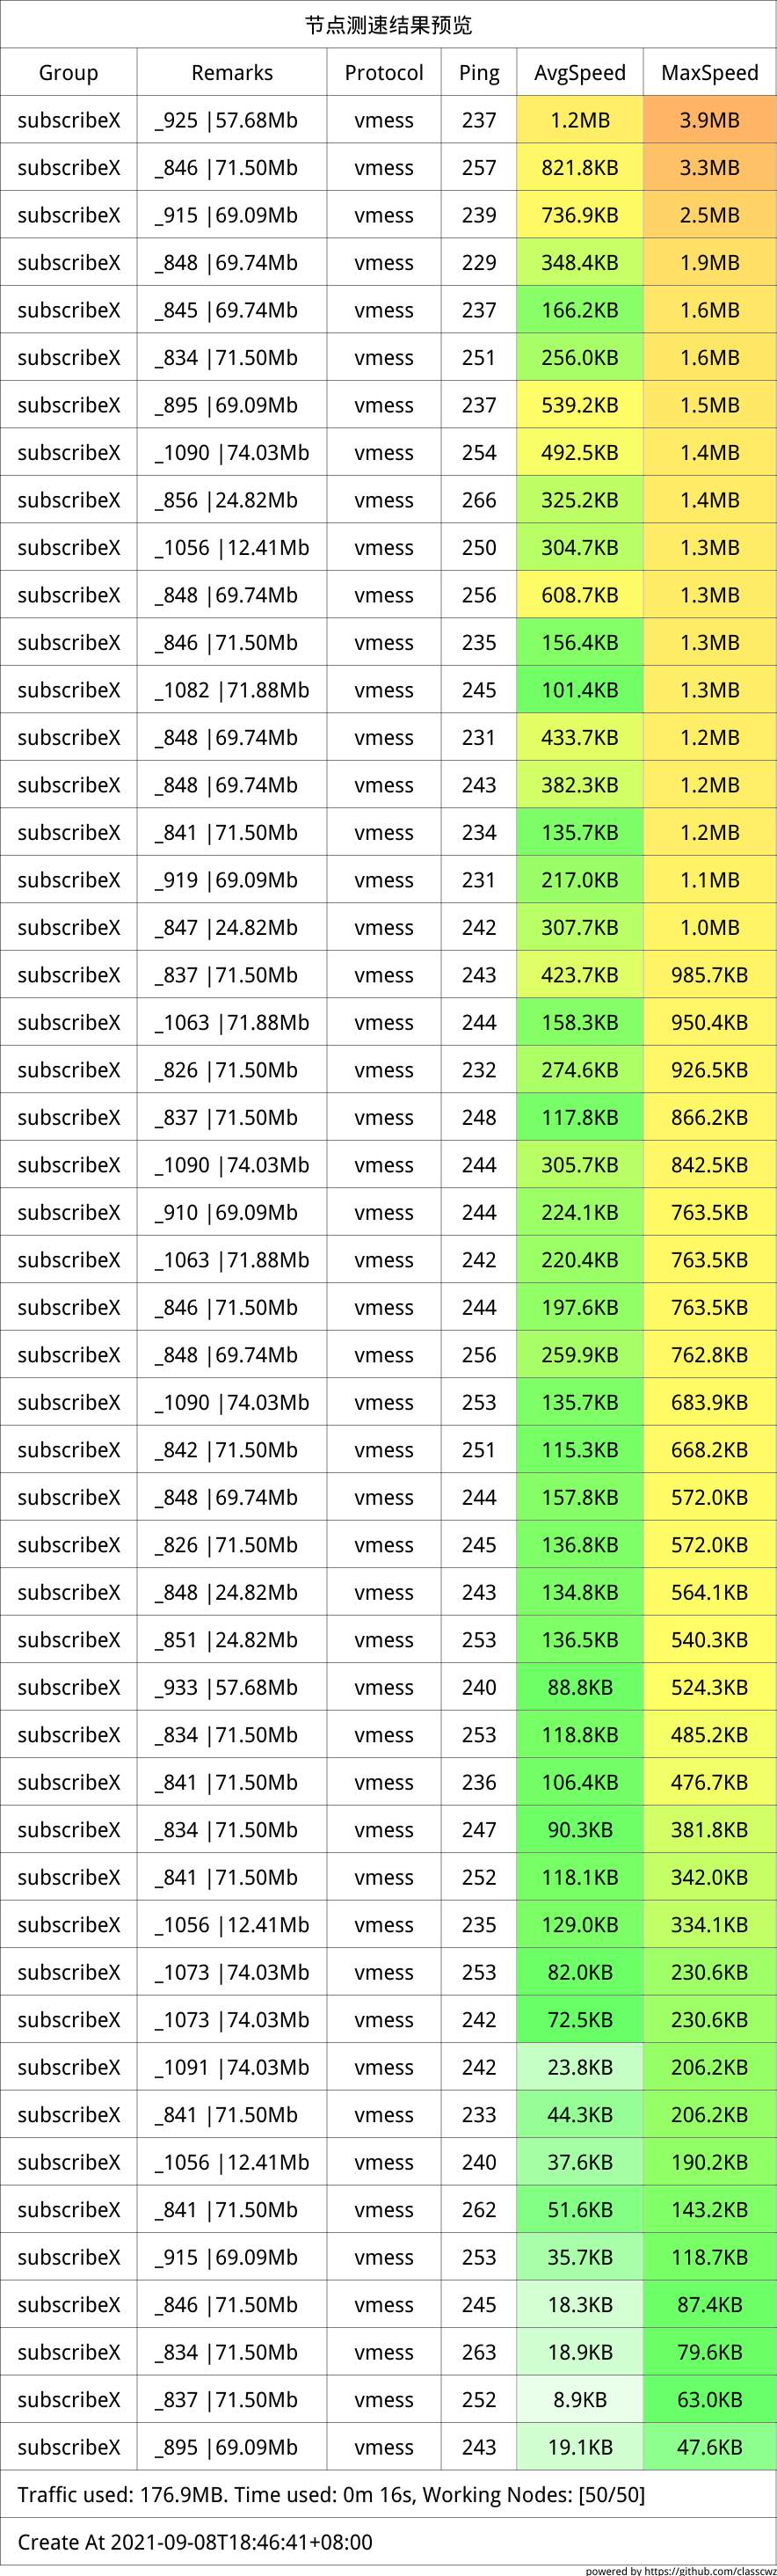 节点测速结果预览
Group Remarks Protocol Ping AvgSpeed MaxSpeed
subscribeX _925 |57.68Mb vmess 237 1.2MB 3.9MB
subscribeX _846 |71.50Mb vmess 257 821.8KB 3.3MB
subscribeX _915 |69.09Mb vmess 239 736.9KB 2.5MB
subscribeX _848 |69.74Mb vmess 229 348.4KB 1.9MB
subscribeX _845 |69.74Mb vmess 237 166.2KB 1.6MB
subscribeX _834 |71.50Mb vmess 251 256.0KB 1.6MB
subscribeX _895 |69.09Mb vmess 237 539.2KB 1.5MB
subscribeX _1090 |74.03Mb vmess 254 492.5KB 1.4MB
subscribeX _856 |24.82Mb vmess 266 325.2KB 1.4MB
subscribeX _1056 |12.41Mb vmess 250 304.7KB 1.3MB
subscribeX _848 |69.74Mb vmess 256 608.7KB 1.3MB
subscribeX _846 |71.50Mb vmess 235 156.4KB 1.3MB
subscribeX _1082 |71.88Mb vmess 245 101.4KB 1.3MB
subscribeX _848 |69.74Mb vmess 231 433.7KB 1.2MB
subscribeX _848 |69.74Mb vmess 243 382.3KB 1.2MB
subscribeX _841 |71.50Mb vmess 234 135.7KB 1.2MB
subscribeX _919 |69.09Mb vmess 231 217.0KB 1.1MB
subscribeX _847 |24.82Mb vmess 242 307.7KB 1.0MB
subscribeX _837 |71.50Mb vmess 243 423.7KB 985.7KB
subscribeX _1063 |71.88Mb vmess 244 158.3KB 950.4KB
subscribeX _826 |71.50Mb vmess 232 274.6KB 926.5KB
subscribeX _837 |71.50Mb vmess 248 117.8KB 866.2KB
subscribeX _1090 |74.03Mb vmess 244 305.7KB 842.5KB
subscribeX _910 |69.09Mb vmess 244 224.1KB 763.5KB
subscribeX _1063 |71.88Mb vmess 242 220.4KB 763.5KB
subscribeX _846 |71.50Mb vmess 244 197.6KB 763.5KB
subscribeX _848 |69.74Mb vmess 256 259.9KB 762.8KB
subscribeX _1090 |74.03Mb vmess 253 135.7KB 683.9KB
subscribeX _842 |71.50Mb vmess 251 115.3KB 668.2KB
subscribeX _848 |69.74Mb vmess 244 157.8KB 572.0KB
subscribeX _826 |71.50Mb vmess 245 136.8KB 572.0KB
subscribeX _848 |24.82Mb vmess 243 134.8KB 564.1KB
subscribeX _851 |24.82Mb vmess 253 136.5KB 540.3KB
subscribeX _933 |57.68Mb vmess 240 88.8KB 524.3KB
subscribeX _834 |71.50Mb vmess 253 118.8KB 485.2KB
subscribeX _841 |71.50Mb vmess 236 106.4KB 476.7KB
subscribeX _834 |71.50Mb vmess 247 90.3KB 381.8KB
subscribeX _841 |71.50Mb vmess 252 118.1KB 342.0KB
subscribeX _1056 |12.41Mb vmess 235 129.0KB 334.1KB
subscribeX _1073 |74.03Mb vmess 253 82.0KB 230.6KB
subscribeX _1073 |74.03Mb vmess 242 72.5KB 230.6KB
subscribeX _1091 |74.03Mb vmess 242 23.8KB 206.2KB
subscribeX _841 |71.50Mb vmess 233 44.3KB 206.2KB
subscribeX _1056 |12.41Mb vmess 240 37.6KB 190.2KB
subscribeX _841 |71.50Mb vmess 262 51.6KB 143.2KB
subscribeX _915 |69.09Mb vmess 253 35.7KB 118.7KB
subscribeX _846 |71.50Mb vmess 245 18.3KB 87.4KB
subscribeX _834 |71.50Mb vmess 263 18.9KB 79.6KB
subscribeX _837 |71.50Mb vmess 252 8.9KB 63.0KB
subscribeX _895 |69.09Mb vmess 243 19.1KB 47.6KB
Traffic used: 176.9MB. Time used: 0m 16s, Working Nodes: [50/50]
Create At 2021-09-08T18:46:41+08:00
powered by https://github.com/classcwz